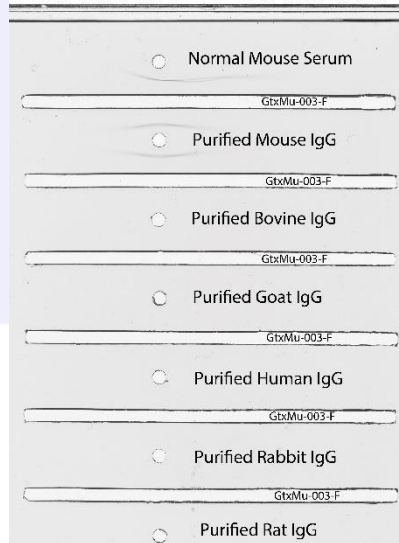 Normal Mouse Serum
GtxMu-003-F
Purified Mouse IgG
GtxMu-003-F
Purified Bovine IgG
GtxMu-003-F
Purified Goat IgG
GtxMu-003-F
Purified Human IgG
GtxMu-003-F
Purified Rabbit IgG
GtxMu-003-F
Purified Rat IgG